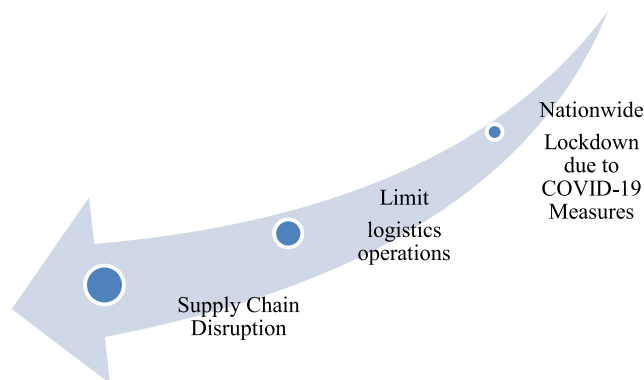 Nationwide
Lockdown
due to
COVID-19
Measures
Limit
logistics
operations
Supply Chain
Disruption